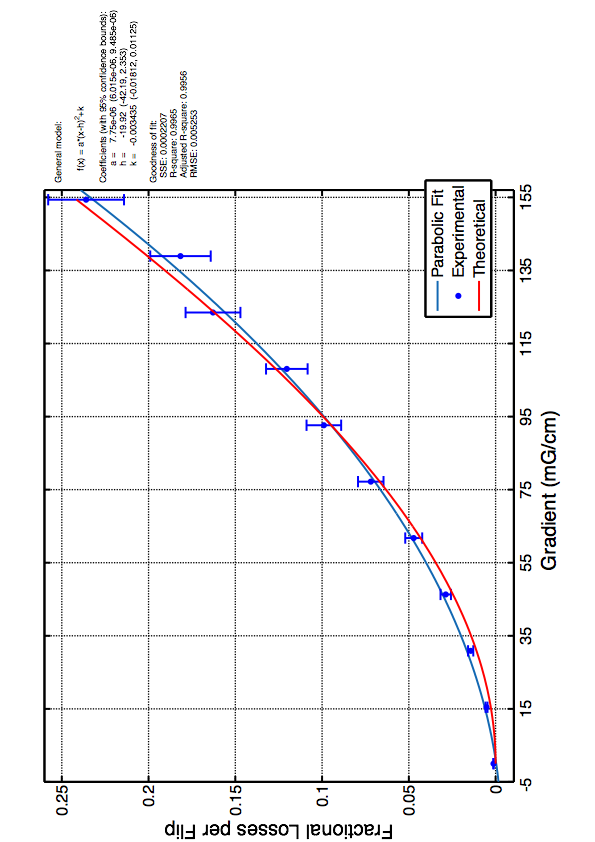 General model:
f(x) = a*(x-h)²+k
Coefficients (with 95% confidence bounds):
a = 7.75e-06 (6.015e-06, 9.485e-06)
h = -19.92 (-42.19, 2.353)
k = -0.003435 (-0.01812, 0.01125)
Goodness of fit:
SSE: 0.0002207
R-square: 0.9965
Adjusted R-square: 0.9956
RMSE: 0.005253
Fractional Losses per Flip
0.25
0.2
0.15
0.1
0.05
0
-5
15
35
55
75
95
115
135
155
Gradient (mG/cm)
Parabolic Fit
Experimental
Theoretical